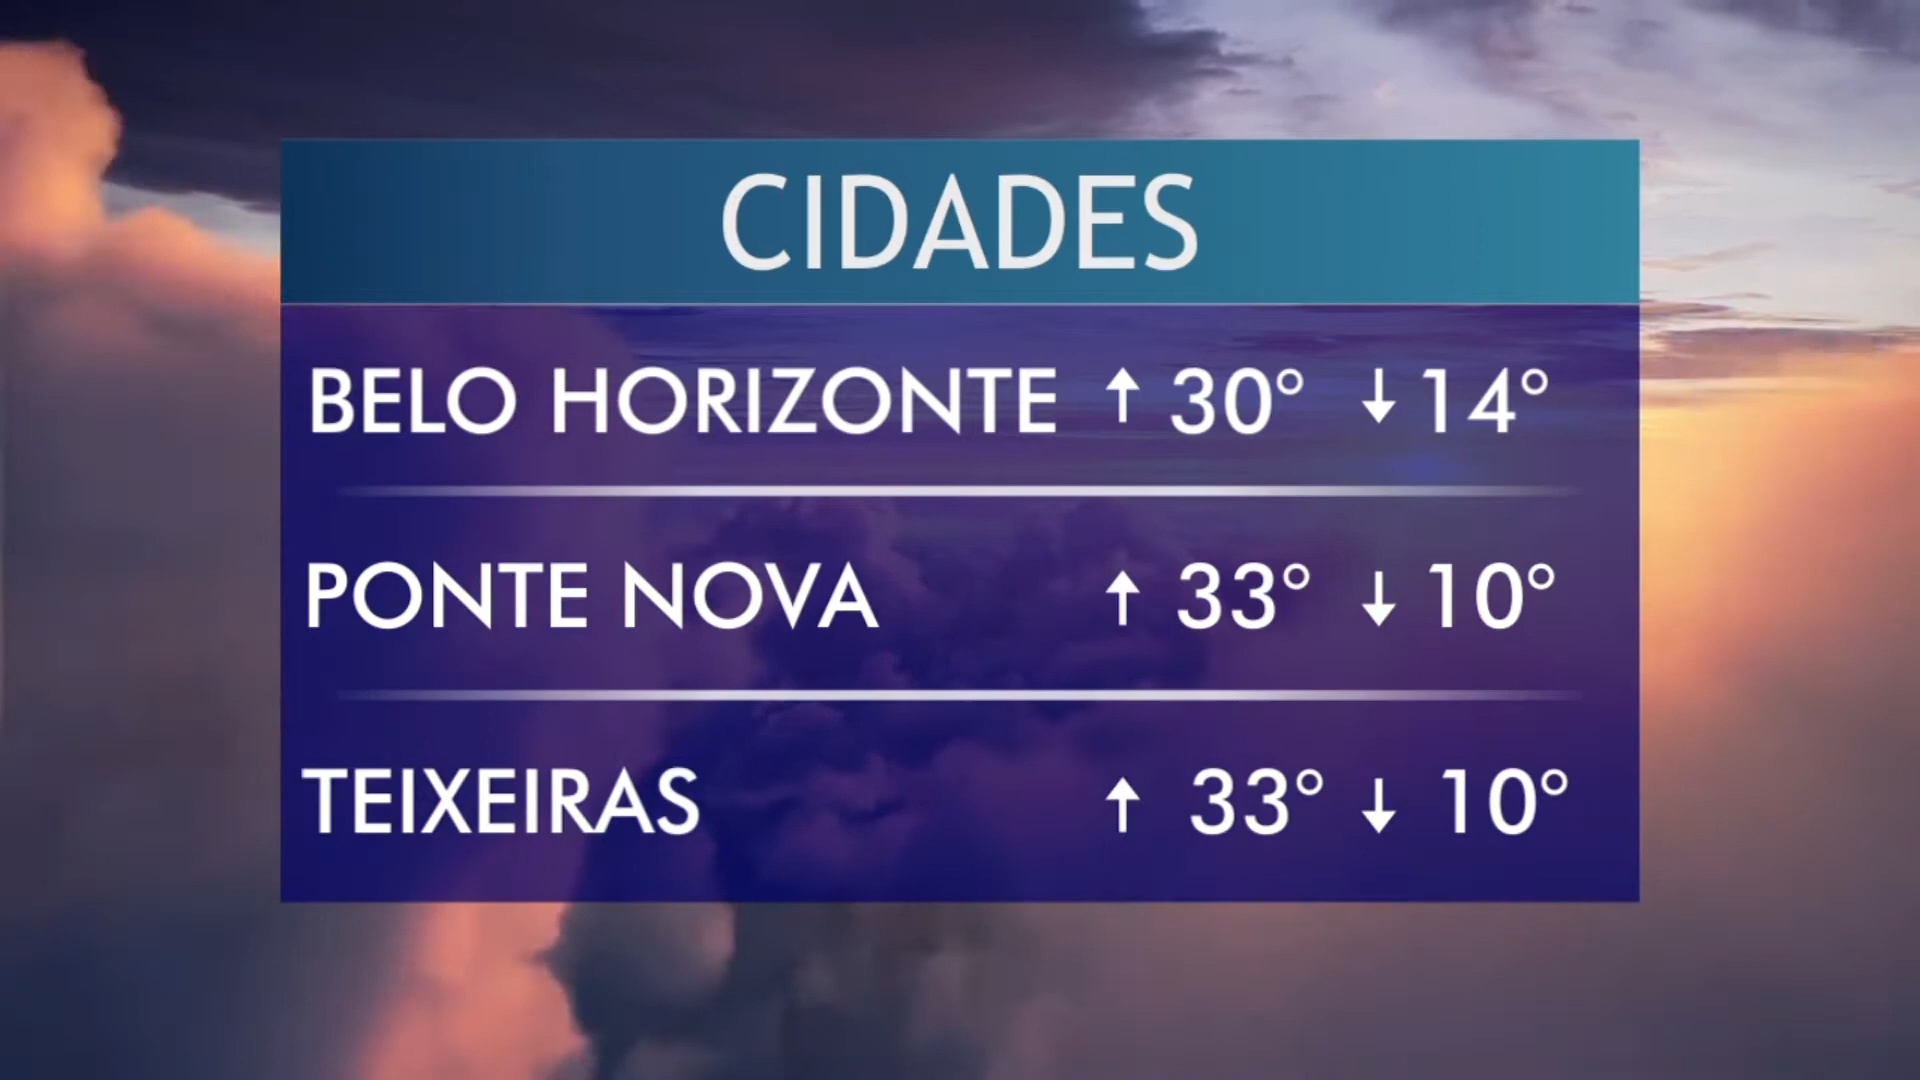 CIDADES
BELO HORIZONTE ↑ 30° ↓ 14°
PONTE NOVA ↑ 33° ↓ 10°
TEIXEIRAS ↑ 33° ↓ 10°